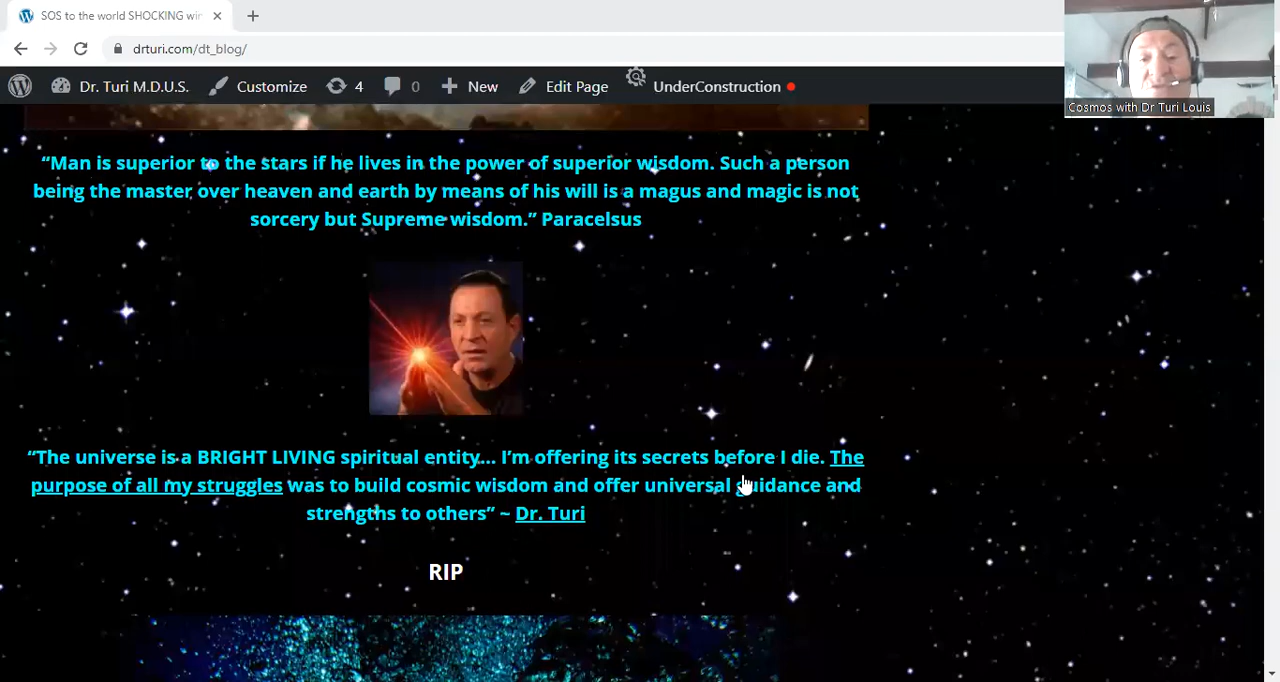 SOS to the world SHOCKING wi
drturi.com/dt_blog/
Dr. Turi M.D.U.S. Customize 4 0 New Edit Page UnderConstruction
Cosmos with Dr Turi Louis
“Man is superior to the stars if he lives in the power of superior wisdom. Such a person
being the master over heaven and earth by means of his will is a magus and magic is not
sorcery but Supreme wisdom.” Paracelsus
“The universe is a BRIGHT LIVING spiritual entity... I’m offering its secrets before I die. The
purpose of all my struggles was to build cosmic wisdom and offer universal guidance and
strengths to others” ~ Dr. Turi
RIP